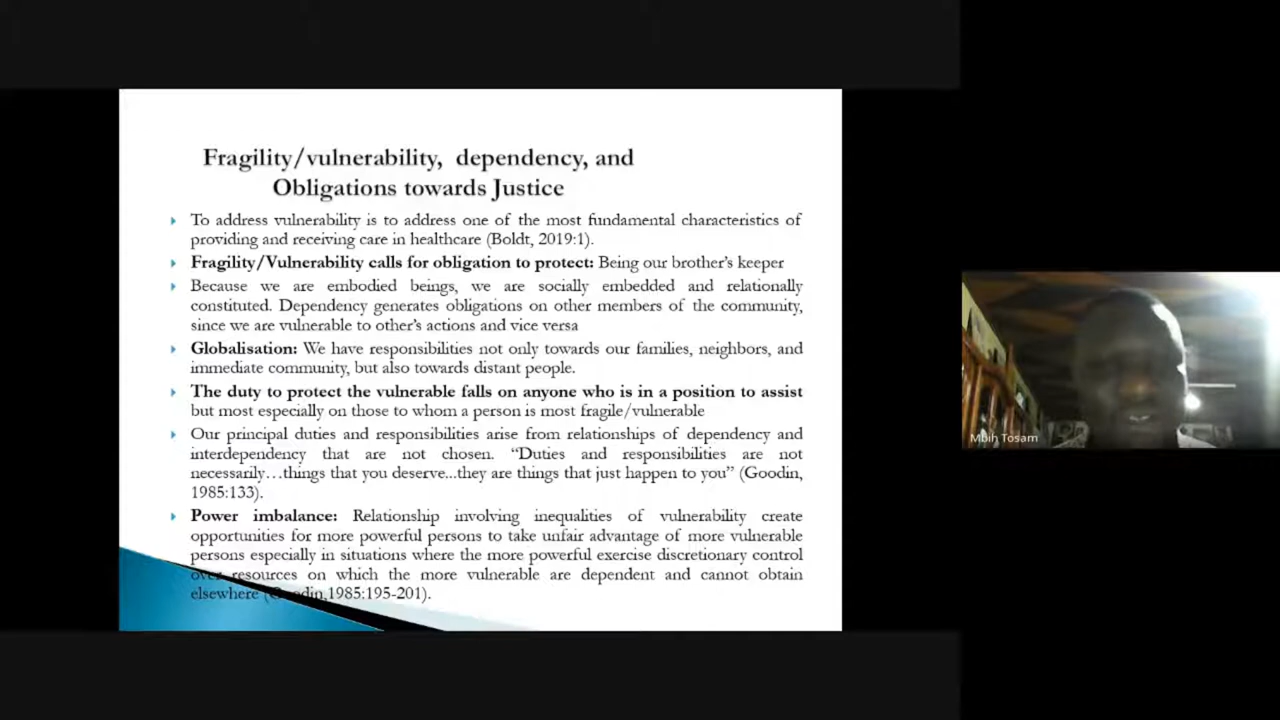 Fragility/vulnerability, dependency, and
Obligations towards Justice
To address vulnerability is to address one of the most fundamental characteristics of
providing and receiving care in healthcare (Boldt, 2019:1).
Fragility/Vulnerability calls for obligation to protect: Being our brother's keeper
Because we are embodied beings, we are socially embedded and relationally
constituted. Dependency generates obligations on other members of the community,
since we are vulnerable to other's actions and vice versa
Globalisation: We have responsibilities not only towards our families, neighbors, and
immediate community, but also towards distant people.
The duty to protect the vulnerable falls on anyone who is in a position to assist
but most especially on those to whom a person is most fragile/vulnerable
Our principal duties and responsibilities arise from relationships of dependency and
interdependency that are not chosen. “Duties and responsibilities are not
necessarily…things that you deserve...they are things that just happen to you” (Goodin,
1985:133).
Power imbalance: Relationship involving inequalities of vulnerability create
opportunities for more powerful persons to take unfair advantage of more vulnerable
persons especially in situations where the more powerful exercise discretionary control
over resources on which the more vulnerable are dependent and cannot obtain
elsewhere (Goodin,1985:195-201).
Mbih Tosam